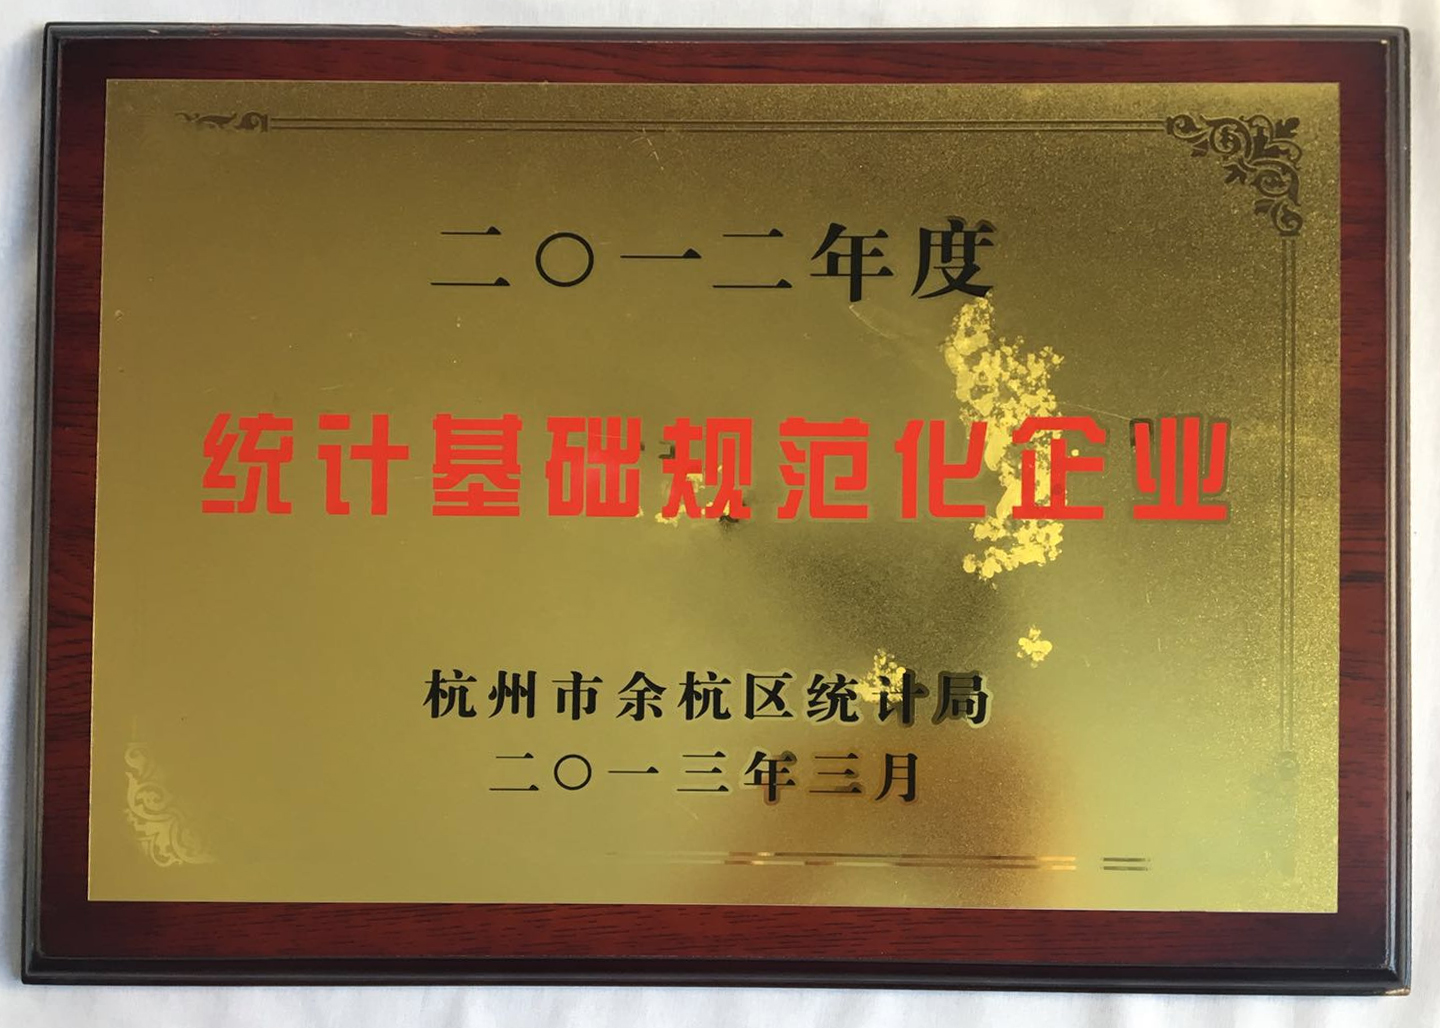 二〇一二年度
统计基础规范化企业
杭州市余杭区统计局
二〇一三年三月